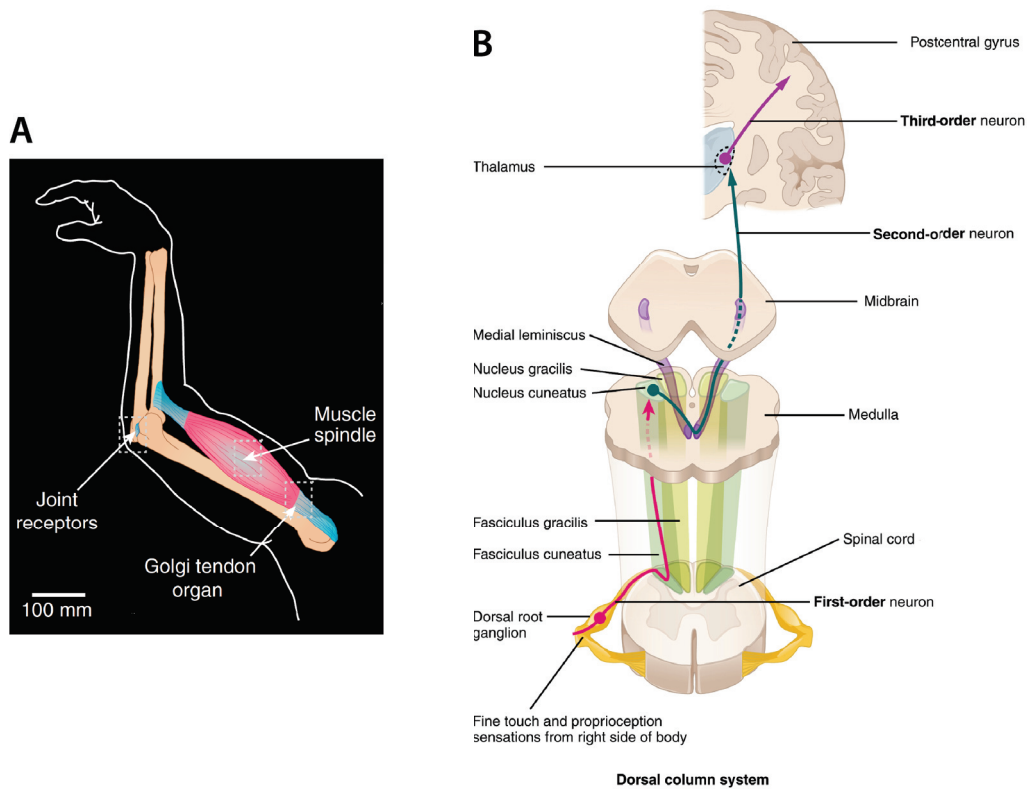 A
Muscle
spindle
Joint
receptors
Golgi tendon
organ
100 mm
B
Postcentral gyrus
Third-order neuron
Thalamus
Second-order neuron
Midbrain
Medial leminiscus
Nucleus gracilis
Nucleus cuneatus
Medulla
Fasciculus gracilis
Spinal cord
Fasciculus cuneatus
First-order neuron
Dorsal root
ganglion
Fine touch and proprioception
sensations from right side of body
Dorsal column system